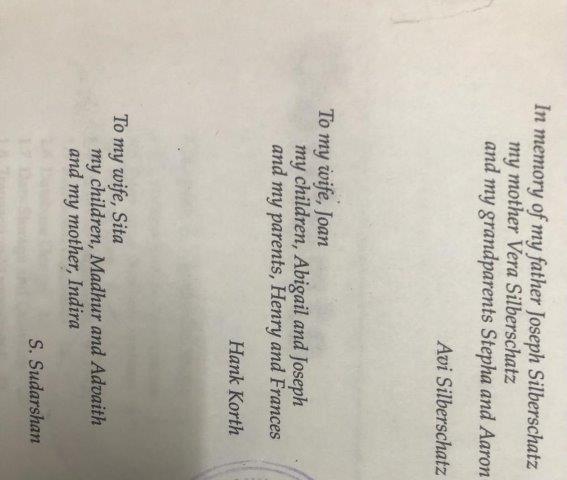 In memory of my father Joseph Silberschatz
my mother Vera Silberschatz
and my grandparents Stepha and Aaron
Avi Silberschatz
To my wife, Joan
my children, Abigail and Joseph
and my parents, Henry and Frances
Hank Korth
To my wife, Sita
my children, Madhur and Advaith
and my mother, Indira
S. Sudarshan